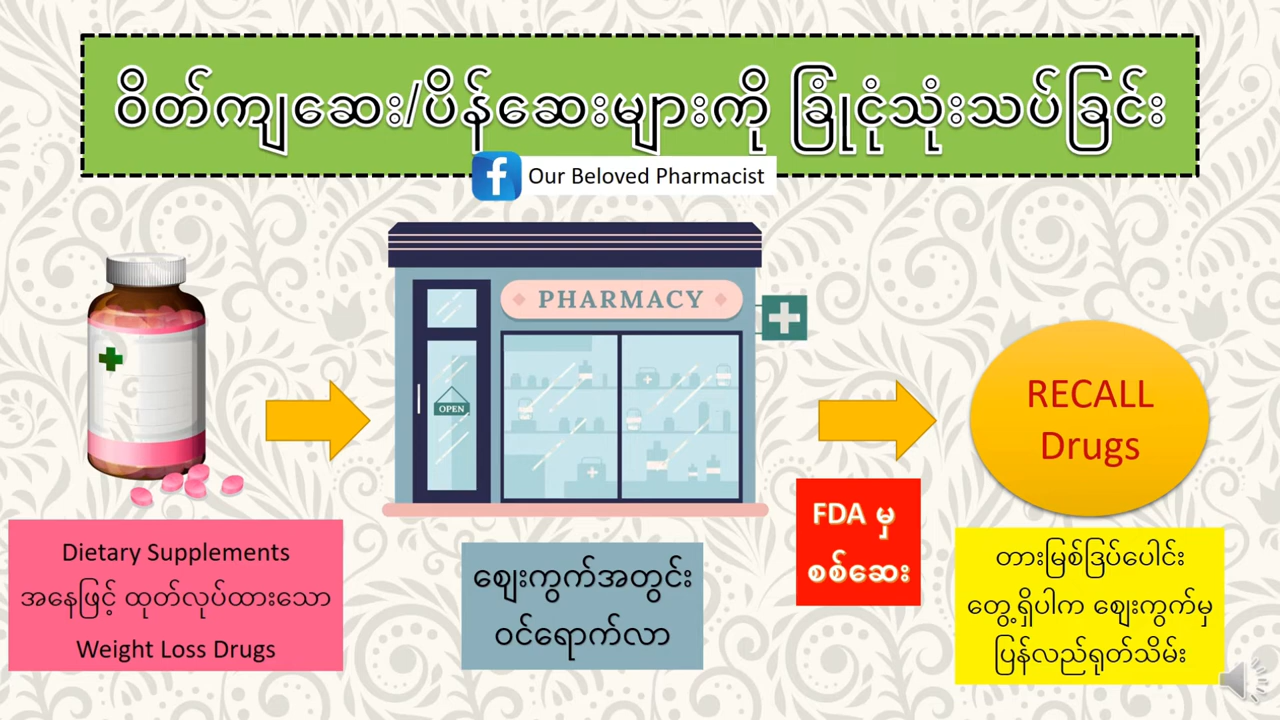 ဝိတ်ကျဆေး/ပိန်ဆေးများကို ခြုံငုံသုံးသပ်ခြင်း
Our Beloved Pharmacist
PHARMACY
OPEN
RECALL
Drugs
Dietary Supplements
အနေဖြင့် ထုတ်လုပ်ထားသော
Weight Loss Drugs
ဈေးကွက်အတွင်း
ဝင်ရောက်လာ
FDA မှ
စစ်ဆေး
တားမြစ်ဒြပ်ပေါင်း
တွေ့ရှိပါက ဈေးကွက်မှ
ပြန်လည်ရုတ်သိမ်း